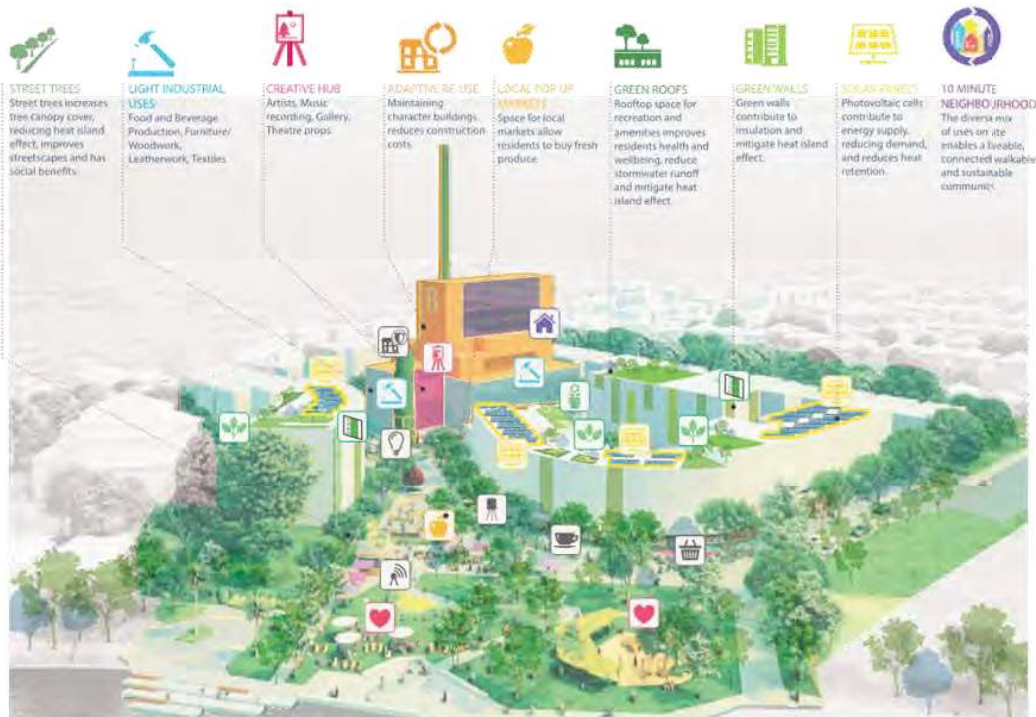 STREET TREES
Street trees increases
tree canopy cover,
reducing heat island
effect, improves
streetscapes and has
social benefits.
LIGHT INDUSTRIAL
USES
Food and Beverage
Production, Furniture/
Woodwork,
Leatherwork, Textiles
CREATIVE HUB
Artists, Music
recording, Gallery,
Theatre props
ADAPTIVE RE-USE
Maintaining
character buildings
reduces construction
costs.
LOCAL POP UP
MARKETS
Space for local
markets allow
residents to buy fresh
produce.
GREEN ROOFS
Rooftop space for
recreation and
amenities improves
residents health and
wellbeing, reduce
stormwater runoff
and mitigate heat
island effect.
GREEN WALLS
Green walls
contribute to
insulation and
mitigate heat island
effect.
SOLAR PANELS
Photovoltaic cells
contribute to
energy supply,
reducing demand,
and reduces heat
retention.
10 MINUTE
NEIGHBOURHOOD
The diverse mix
of uses on site
enables a liveable,
connected walkable
and sustainable
community.